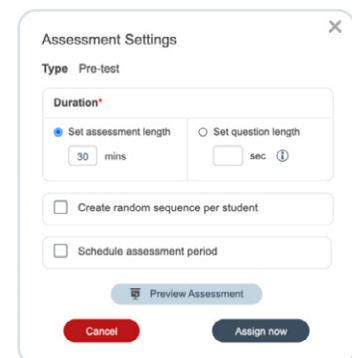 Assessment Settings
Type Pre-test
Duration*
Set assessment length
30 mins
Set question length
sec
Create random sequence per student
Schedule assessment period
Preview Assessment
Cancel
Assign now